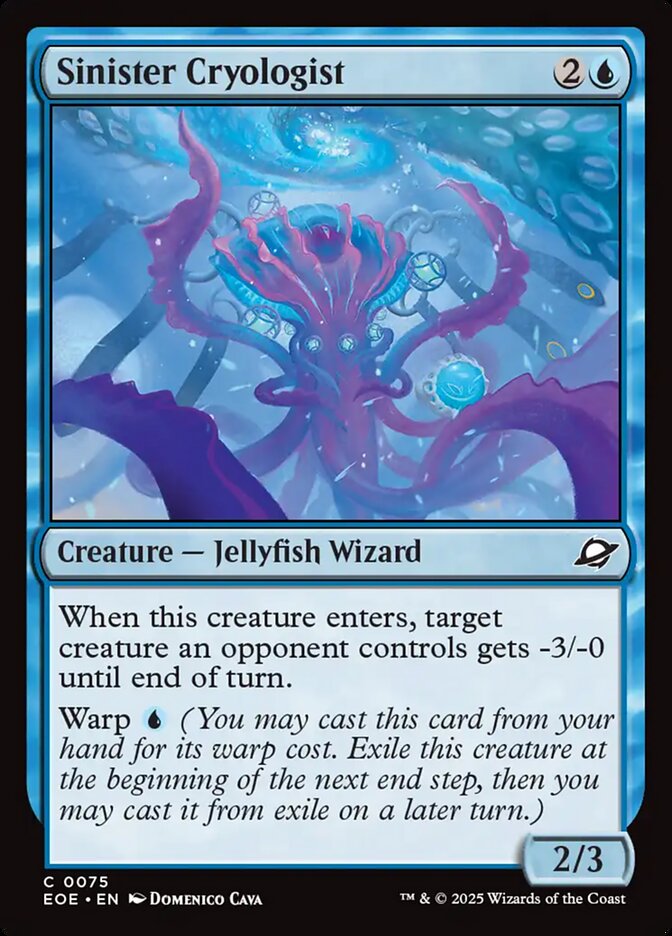 Sinister Cryologist
2
When this creature enters, target
creature an opponent controls gets -3/-0
until end of turn.
Warp (You may cast this card from your
hand for its warp cost. Exile this creature at
the beginning of the next end step, then you
may cast it from exile on a later turn.)
Creature — Jellyfish Wizard
2/3
C 0075
EOE • EN Domenico Cava
™ & © 2025 Wizards of the Coast